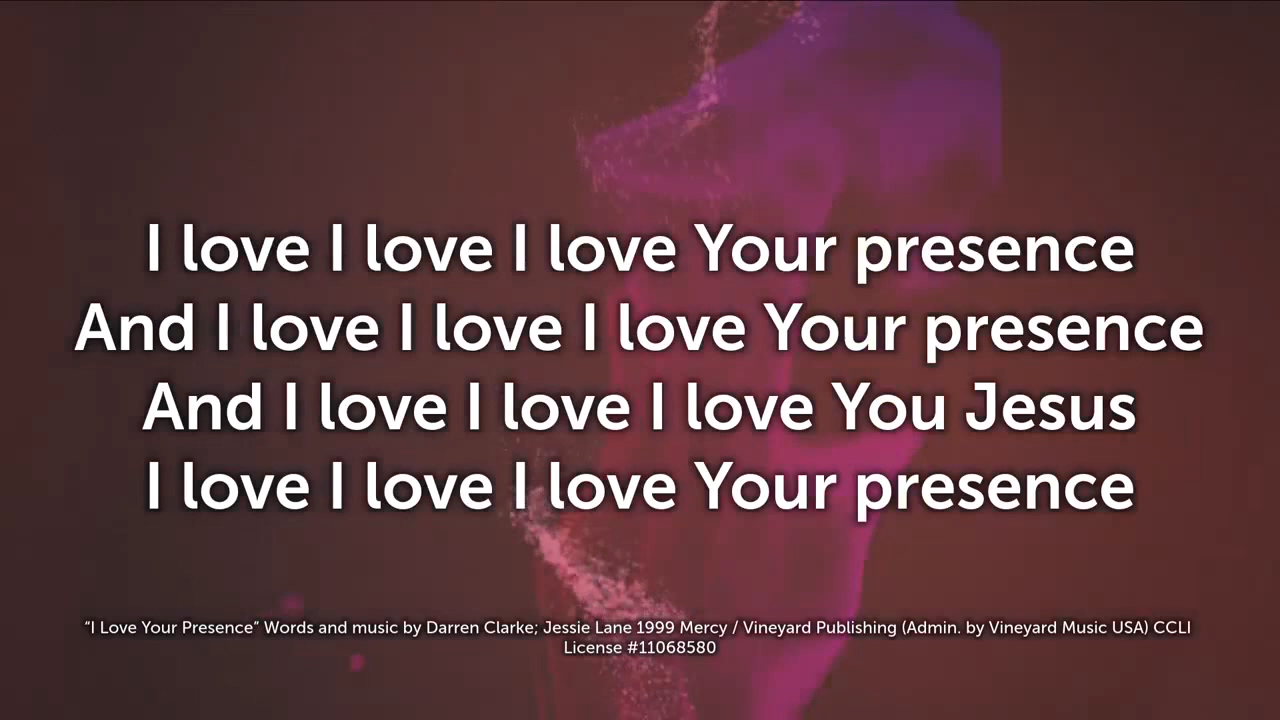 I love I love I love Your presence
And I love I love I love Your presence
And I love I love I love You Jesus
I love I love I love Your presence
“I Love Your Presence” Words and music by Darren Clarke; Jessie Lane 1999 Mercy / Vineyard Publishing (Admin. by Vineyard Music USA) CCLI
License #11068580